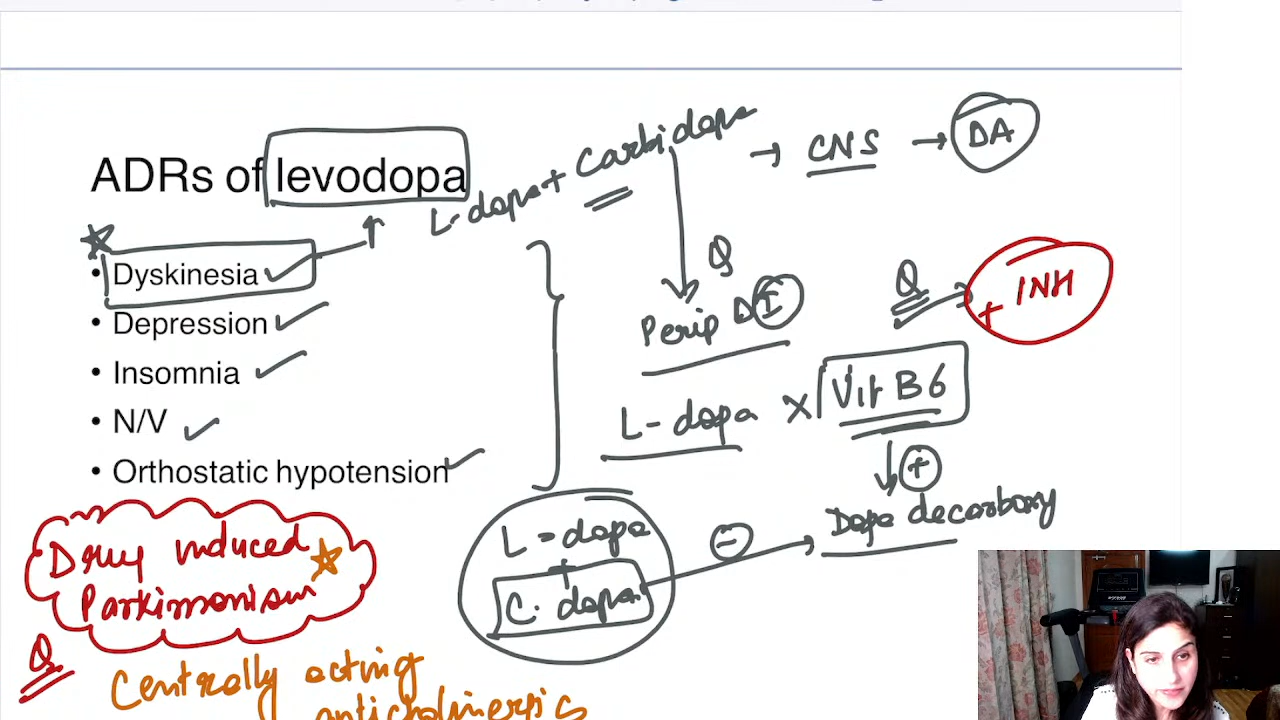 ADRs of levodopa
• Dyskinesia
• Depression
• Insomnia
• N/V
• Orthostatic hypotension
L-dopa + Carbidopa → CNS → DA
Q
Perip DI
Q
+ INH
L-dopa X Vit B6
+
Dopa decarboxy
L-dopa
+
C. dopa
-
Drug induced
Parkinsonism
Q
Centrally acting
anticholinergics